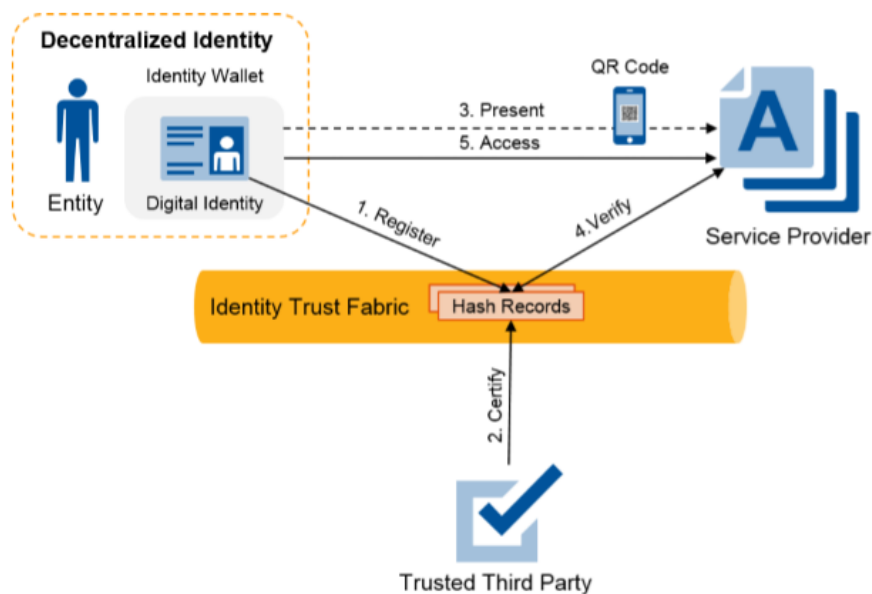 Decentralized Identity
Identity Wallet
QR Code
A
3. Present
5. Access
Entity
Digital Identity
1. Register
4.Verify
Service Provider
Identity Trust Fabric
Hash Records
2. Certify
Trusted Third Party